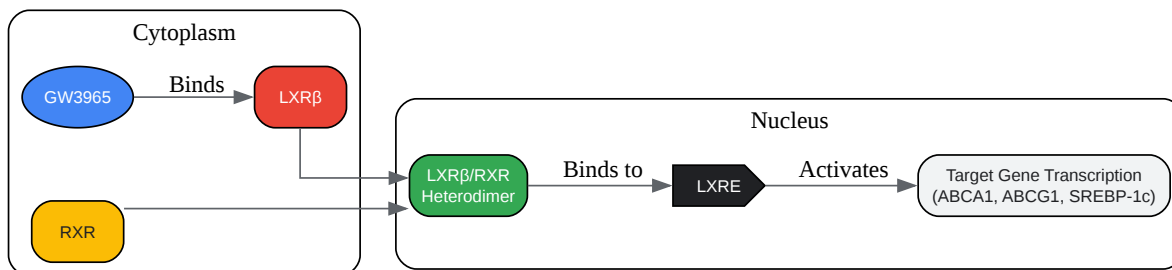 Cytoplasm
GW3965
Binds
LXRβ
RXR
Nucleus
LXRβ/RXR
Heterodimer
Binds to
LXRE
Activates
Target Gene Transcription
(ABCA1, ABCG1, SREBP-1c)